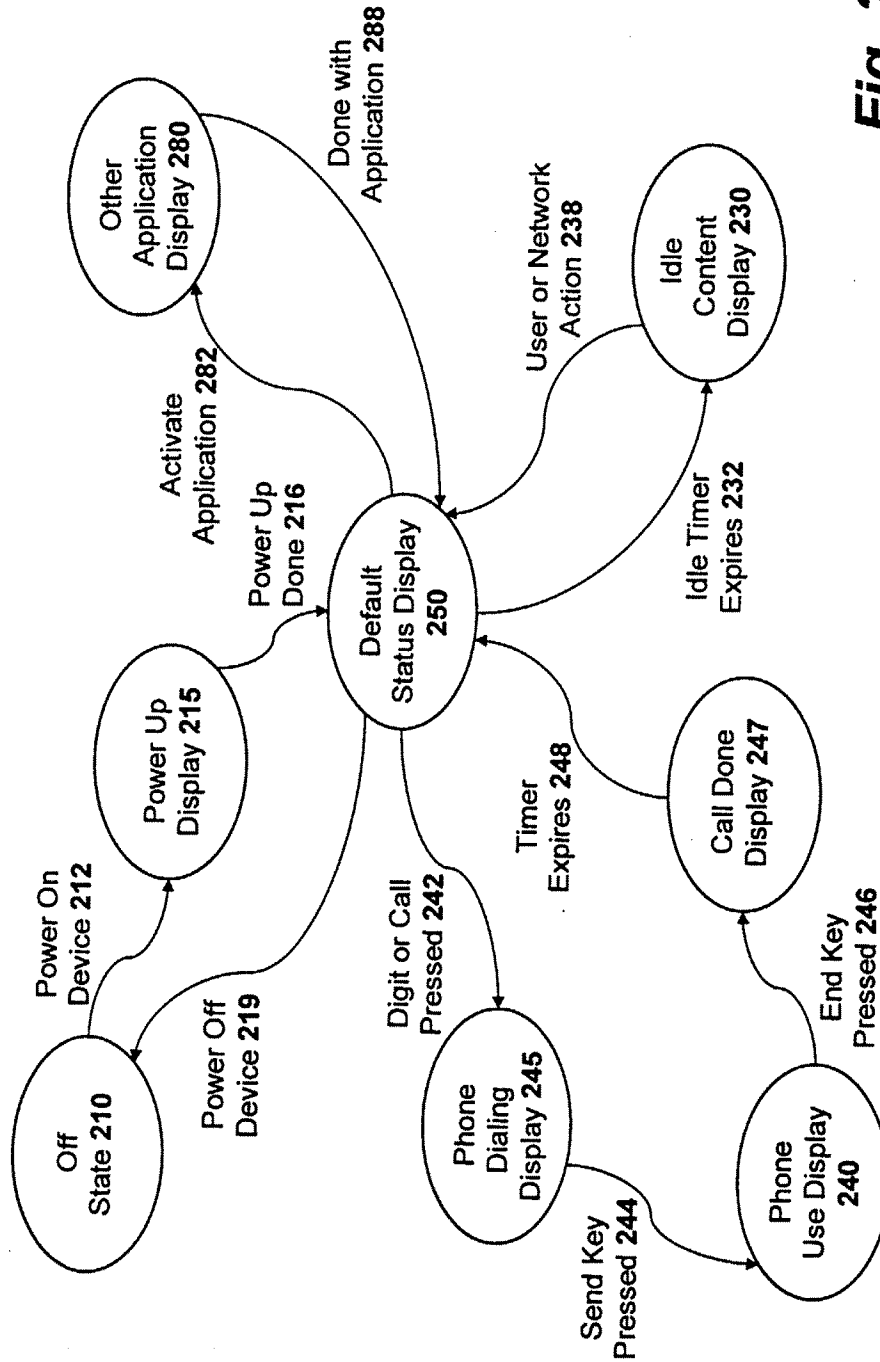 Off
State 210
Power On
Device 212
Power Up
Display 215
Other
Application
Display 280
Power Off
Device 219
Power Up
Done 216
Activate
Application 282
Done with
Application 288
Default
Status Display
250
Digit or Call
Pressed 242
User or Network
Action 238
Phone
Dialing
Display 245
Timer
Expires 248
Idle Timer
Expires 232
Idle
Content
Display 230
Send Key
Pressed 244
Call Done
Display 247
Phone
Use Display
240
End Key
Pressed 246
Fig.